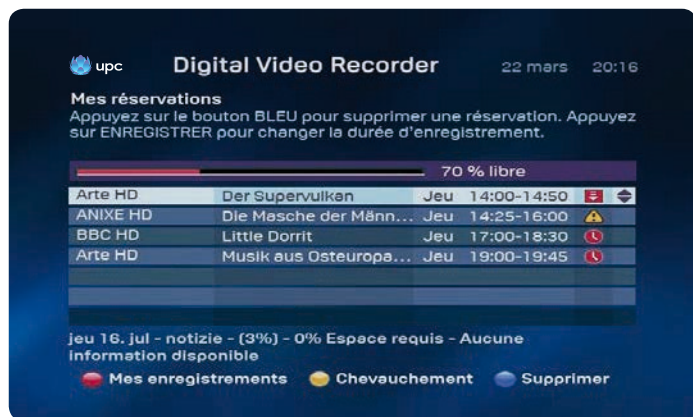 upc Digital Video Recorder 22 mars 20:16
Mes réservations
Appuyez sur le bouton BLEU pour supprimer une réservation. Appuyez
sur ENREGISTRER pour changer la durée d'enregistrement.
70 % libre
Arte HD Der Supervulkan Jeu 14:00-14:50
ANIXE HD Die Masche der Männ... Jeu 14:25-16:00
BBC HD Little Dorrit Jeu 17:00-18:30
Arte HD Musik aus Osteuropa... Jeu 19:00-19:45
jeu 16. jul - notizie - (3%) - 0% Espace requis - Aucune
information disponible
Mes enregistrements Chevauchement Supprimer